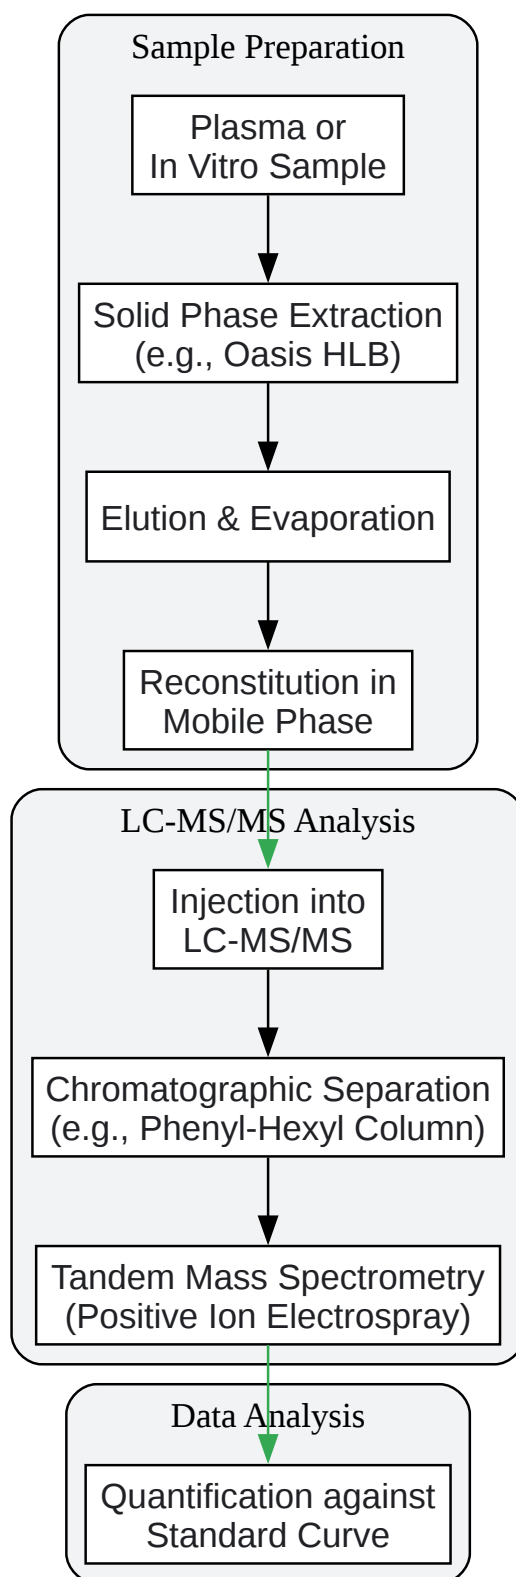 Sample Preparation
Plasma or
In Vitro Sample
Solid Phase Extraction
(e.g., Oasis HLB)
Elution & Evaporation
Reconstitution in
Mobile Phase
LC-MS/MS Analysis
Injection into
LC-MS/MS
Chromatographic Separation
(e.g., Phenyl-Hexyl Column)
Tandem Mass Spectrometry
(Positive Ion Electrospray)
Data Analysis
Quantification against
Standard Curve